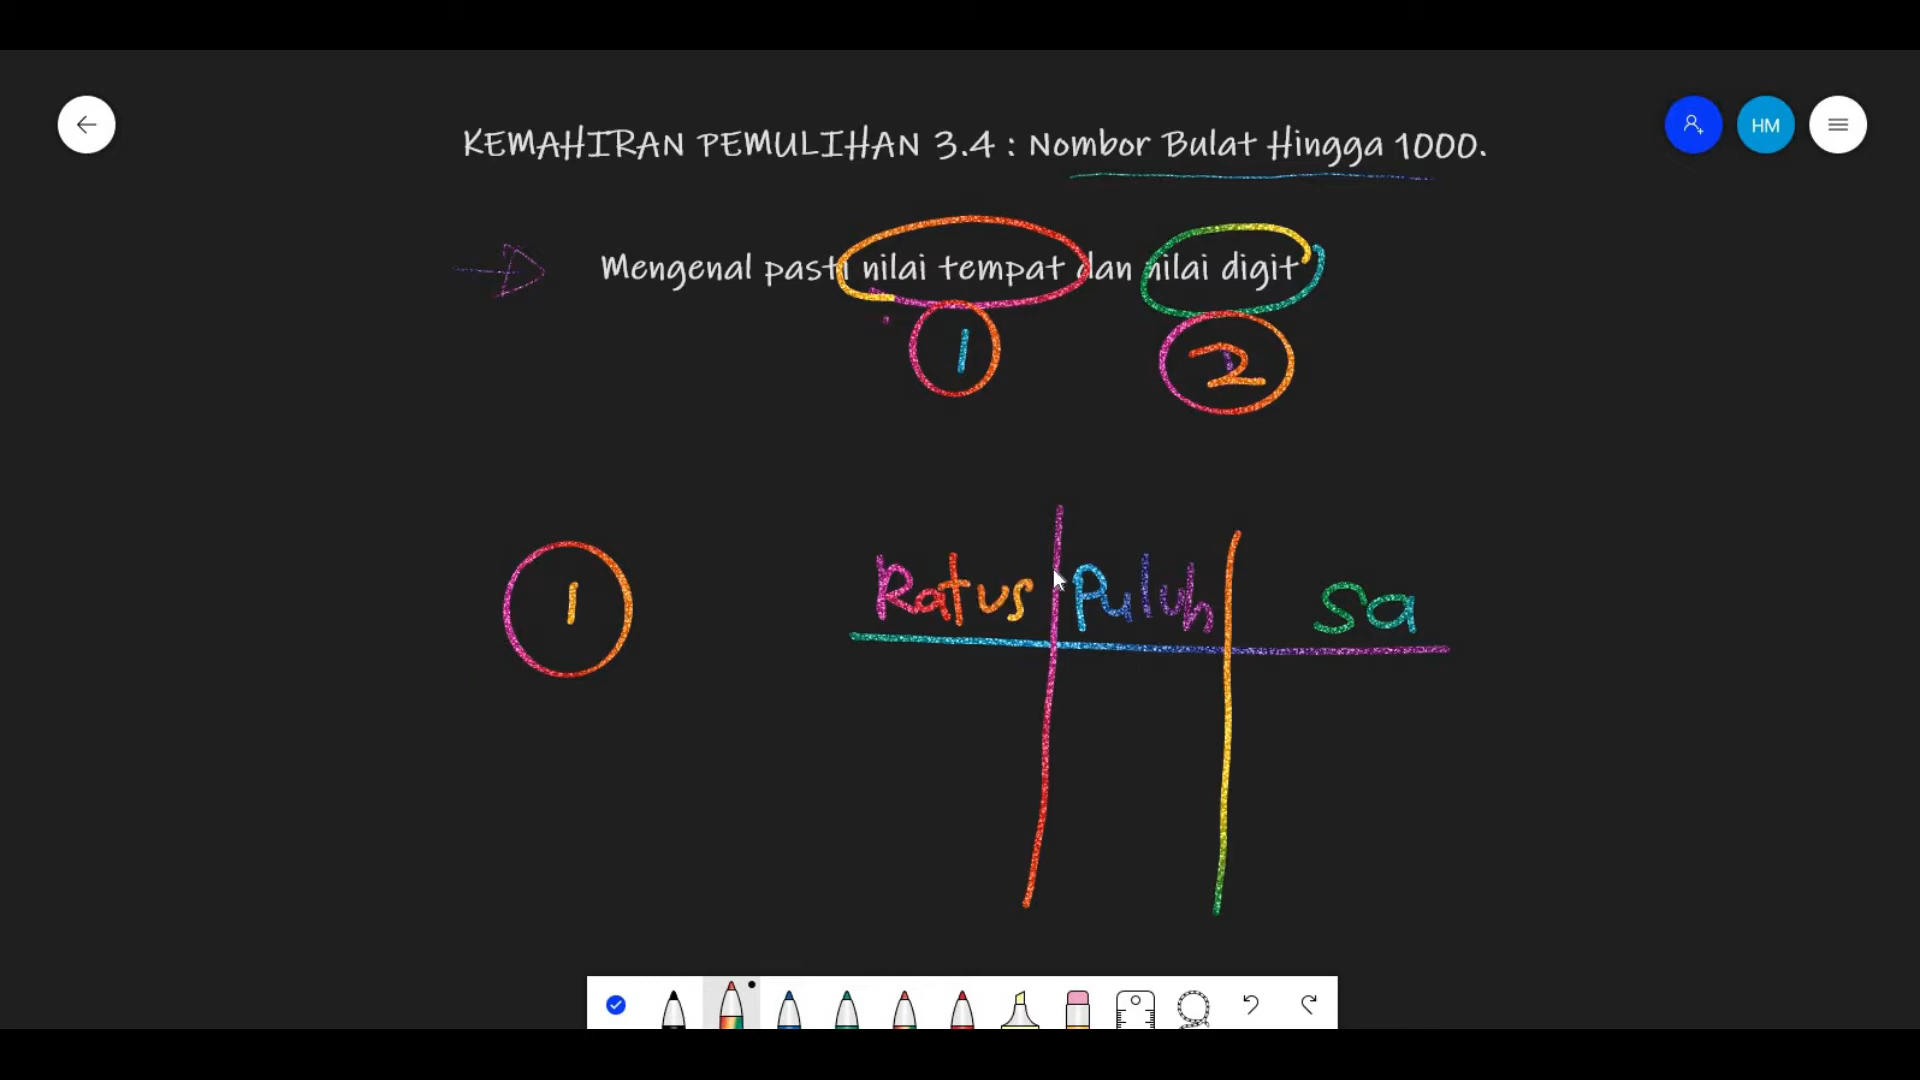 KEMAHIRAN PEMULIHAN 3.4 : Nombor Bulat Hingga 1000.
HM
Mengenal pasti nilai tempat dan nilai digit
1 2
1 Ratus Puluh Sa